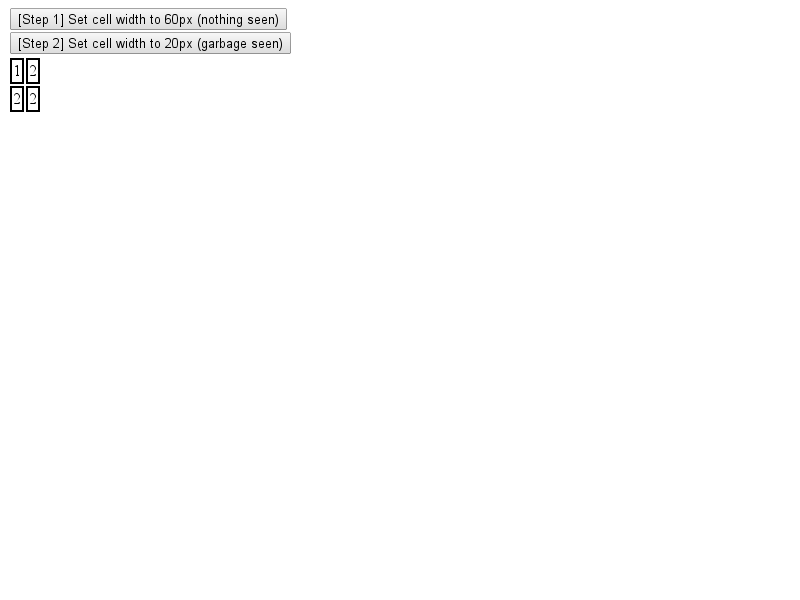 [Step 1] Set cell width to 60px (nothing seen)
[Step 2] Set cell width to 20px (garbage seen)
1 2
2 2